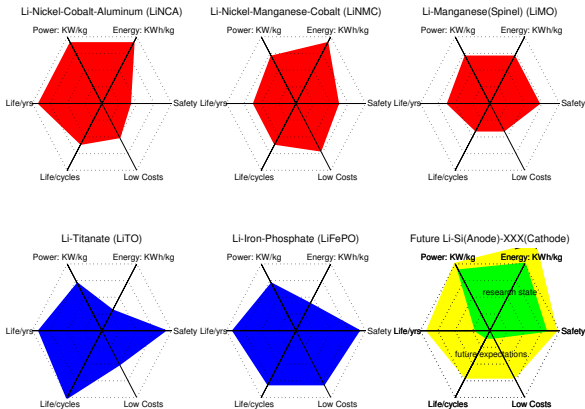 Li-Nickel-Cobalt-Aluminum (LiNCA)
Power: KW/kg
Energy: KWh/kg
Life/yrs
Safety
Life/cycles
Low Costs
Li-Nickel-Manganese-Cobalt (LiNMC)
Power: KW/kg
Energy: KWh/kg
Life/yrs
Safety
Life/cycles
Low Costs
Li-Manganese(Spinel) (LiMO)
Power: KW/kg
Energy: KWh/kg
Life/yrs
Safety
Life/cycles
Low Costs
Li-Titanate (LiTO)
Power: KW/kg
Energy: KWh/kg
Life/yrs
Safety
Life/cycles
Low Costs
Li-Iron-Phosphate (LiFePO)
Power: KW/kg
Energy: KWh/kg
Life/yrs
Safety
Life/cycles
Low Costs
Future Li-Si(Anode)-XXX(Cathode)
Power: KW/kg
Energy: KWh/kg
research state
Life/yrs
Safety
future expectations
Life/cycles
Low Costs